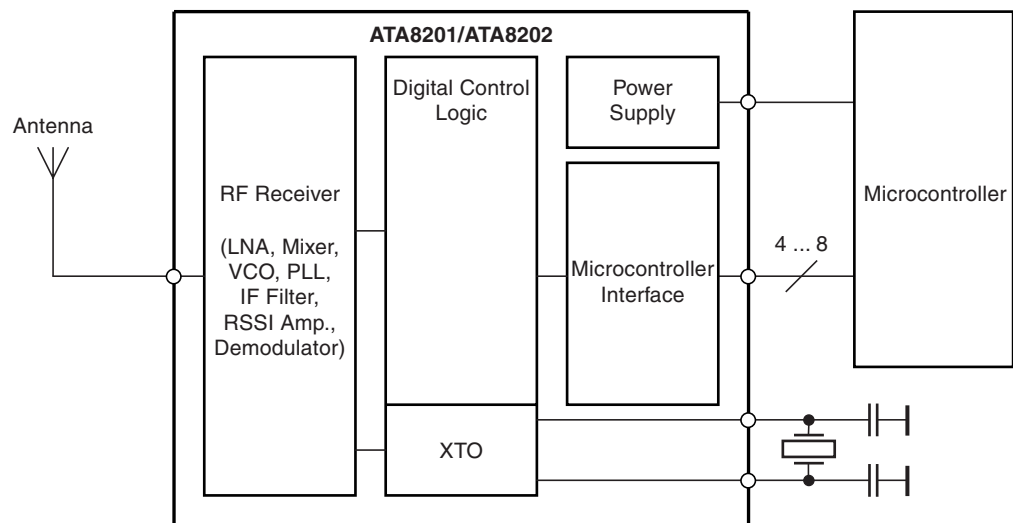 ATA8201/ATA8202
Antenna
RF Receiver
(LNA, Mixer,
VCO, PLL,
IF Filter,
RSSI Amp.,
Demodulator)
Digital Control
Logic
XTO
Power
Supply
Microcontroller
Interface
4 ... 8
Microcontroller